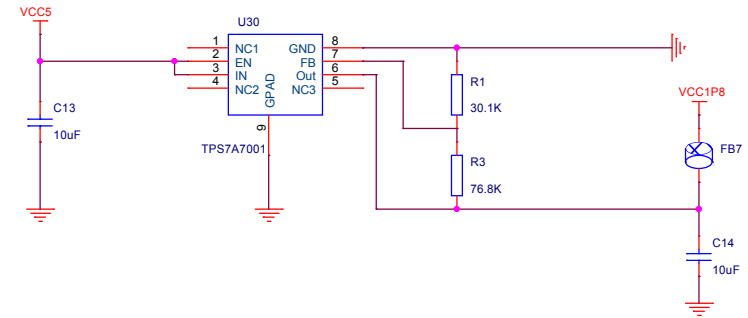 VCC5
U30
1 NC1 GND 8
2 EN FB 7
3 IN Out 6
4 NC2 NC3 5
GPAD
9
TPS7A7001
C13
10uF
R1
30.1K
R3
76.8K
VCC1P8
FB7
C14
10uF